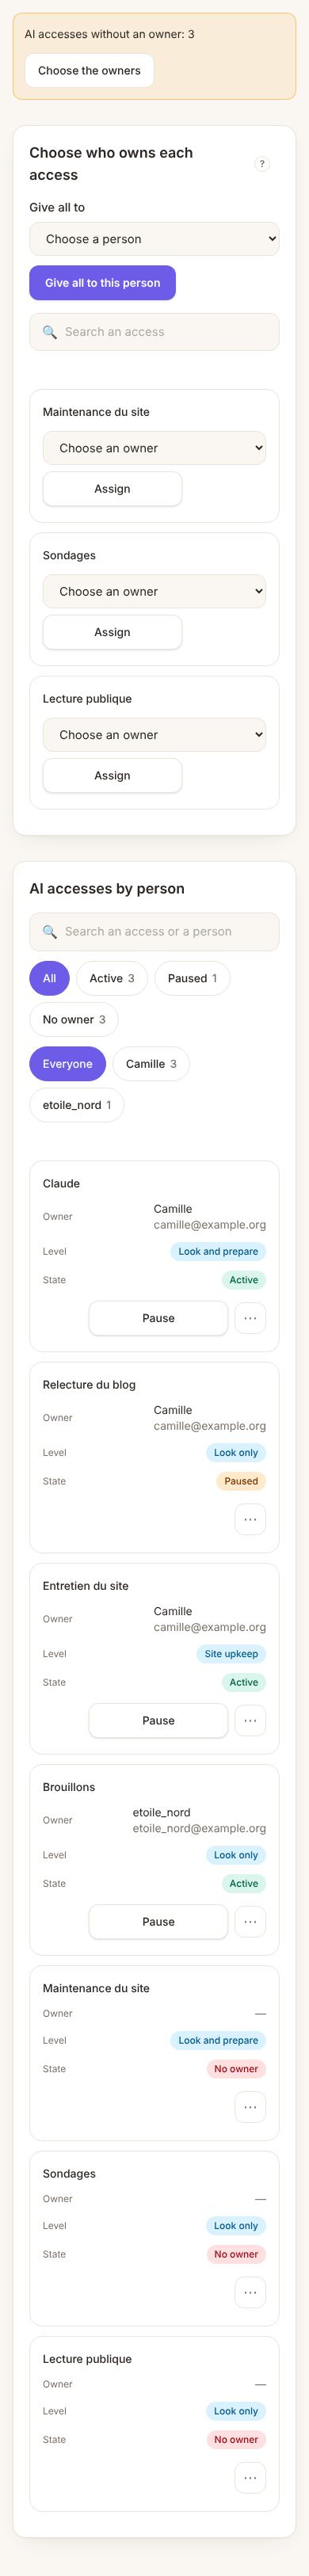 AI accesses without an owner: 3
Choose the owners
Choose who owns each
access
?
Give all to
Choose a person
Give all to this person
Search an access
Maintenance du site
Choose an owner
Assign
Sondages
Choose an owner
Assign
Lecture publique
Choose an owner
Assign
AI accesses by person
Search an access or a person
All
Active 3
Paused 1
No owner 3
Everyone
Camille 3
etoile_nord 1
Claude
Owner
Camille
camille@example.org
Level
Look and prepare
State
Active
Pause
Relecture du blog
Owner
Camille
camille@example.org
Level
Look only
State
Paused
Entretien du site
Owner
Camille
camille@example.org
Level
Site upkeep
State
Active
Pause
Brouillons
Owner
etoile_nord
etoile_nord@example.org
Level
Look only
State
Active
Pause
Maintenance du site
Owner
—
Level
Look and prepare
State
No owner
Sondages
Owner
—
Level
Look only
State
No owner
Lecture publique
Owner
—
Level
Look only
State
No owner